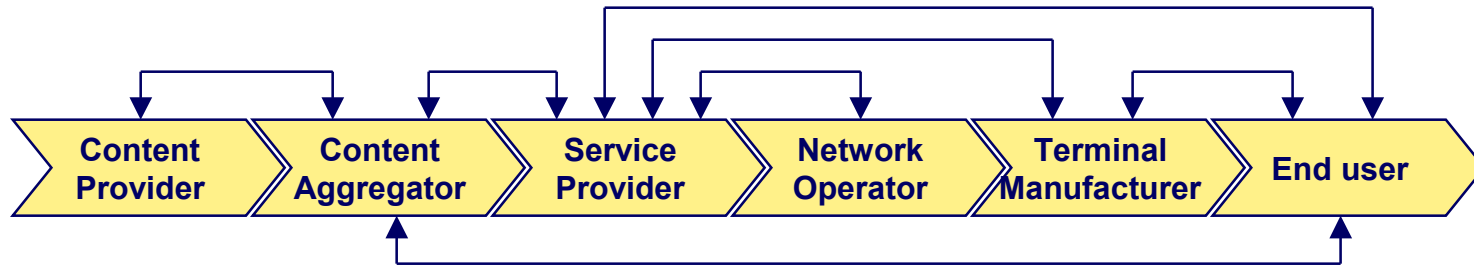 Content
Provider
Content
Aggregator
Service
Provider
Network
Operator
Terminal
Manufacturer
End user